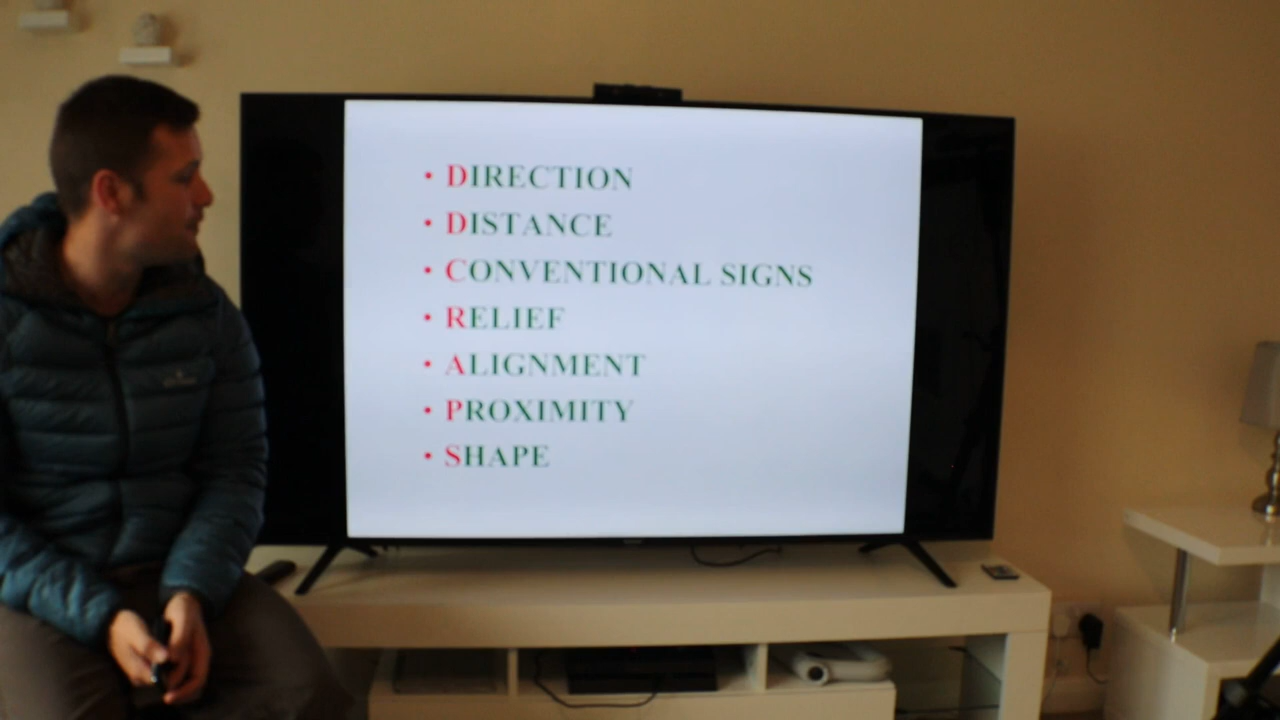 • DIRECTION
• DISTANCE
• CONVENTIONAL SIGNS
• RELIEF
• ALIGNMENT
• PROXIMITY
• SHAPE